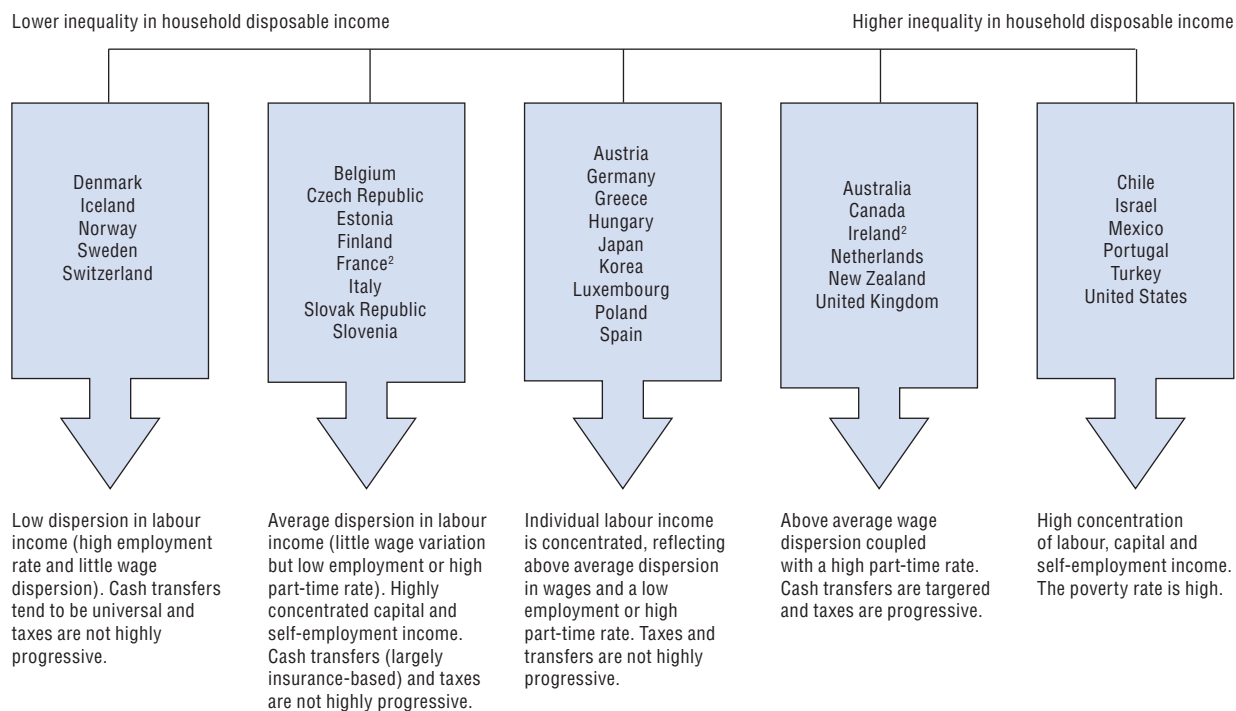 Lower inequality in household disposable income
Higher inequality in household disposable income
Denmark
Iceland
Norway
Sweden
Switzerland
Belgium
Czech Republic
Estonia
Finland
France²
Italy
Slovak Republic
Slovenia
Austria
Germany
Greece
Hungary
Japan
Korea
Luxembourg
Poland
Spain
Australia
Canada
Ireland²
Netherlands
New Zealand
United Kingdom
Chile
Israel
Mexico
Portugal
Turkey
United States
Low dispersion in labour
income (high employment
rate and little wage
dispersion). Cash transfers
tend to be universal and
taxes are not highly
progressive.
Average dispersion in labour
income (little wage variation
but low employment or high
part-time rate). Highly
concentrated capital and
self-employment income.
Cash transfers (largely
insurance-based) and taxes
are not highly progressive.
Individual labour income
is concentrated, reflecting
above average dispersion
in wages and a low
employment or high
part-time rate. Taxes and
transfers are not highly
progressive.
Above average wage
dispersion coupled
with a high part-time rate.
Cash transfers are targered
and taxes are progressive.
High concentration
of labour, capital and
self-employment income.
The poverty rate is high.